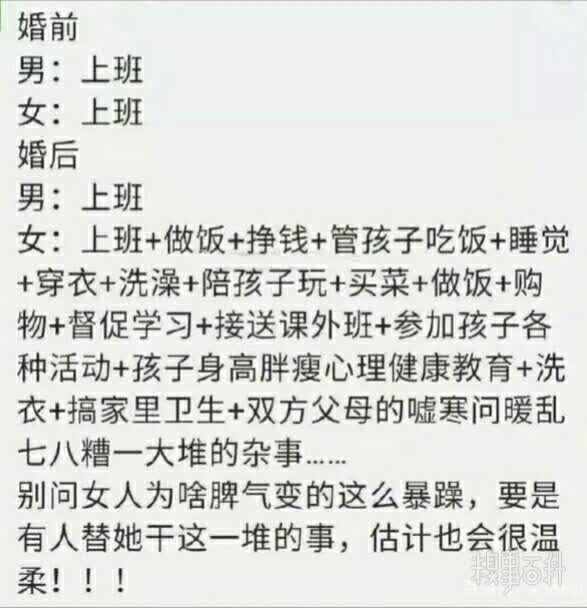 婚前
男：上班
女：上班
婚后
男：上班
女：上班+做饭+挣钱+管孩子吃饭+睡觉
+穿衣+洗澡+陪孩子玩+买菜+做饭+购
物+督促学习+接送课外班+参加孩子各
种活动+孩子身高胖瘦心理健康教育+洗
衣+搞家里卫生+双方父母的嘘寒问暖乱
七八糟一大堆的杂事……
别问女人为啥脾气变的这么暴躁，要是
有人替她干这一堆的事，估计也会很温
柔！！！
糗事百科